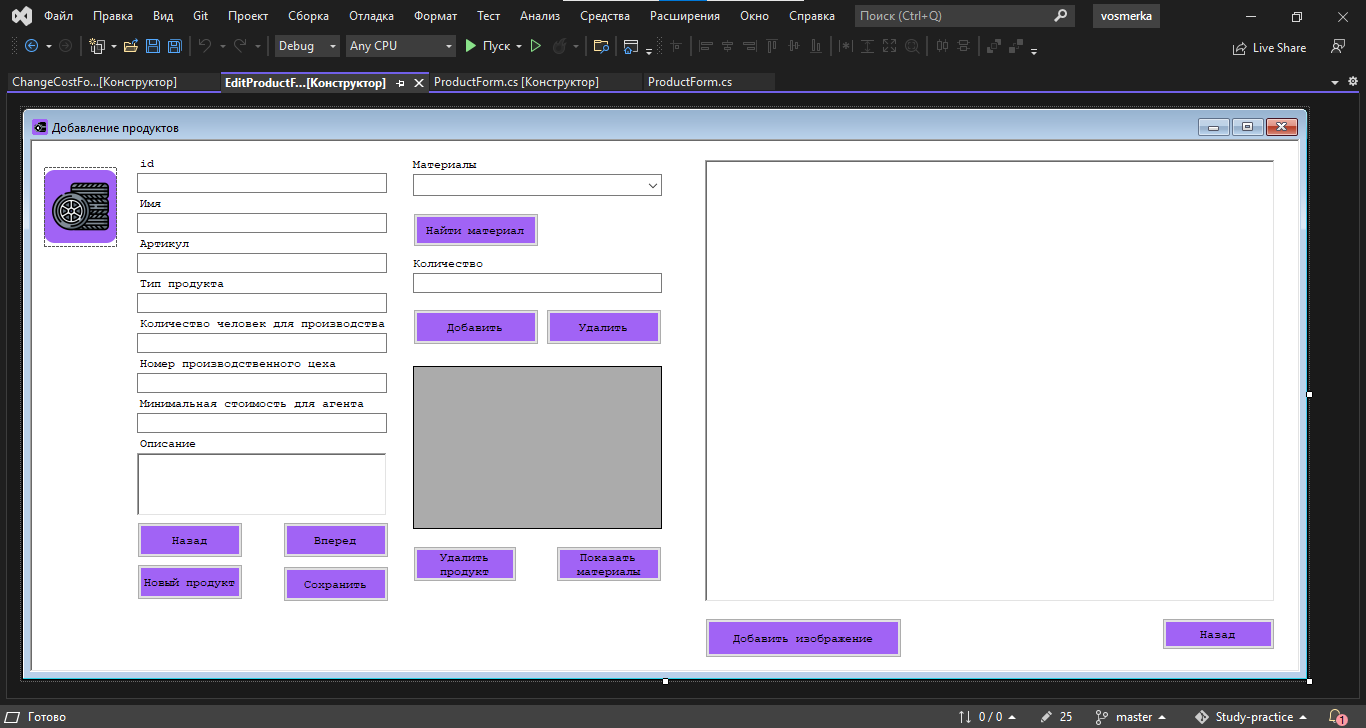 Файл Правка Вид Git Проект Сборка Отладка Формат Тест Анализ Средства Расширения Окно Справка Поиск (Ctrl+Q) vosmerka
Debug Any CPU Пуск Live Share
ChangeCostFo...[Конструктор] EditProductF...[Конструктор] ProductForm.cs [Конструктор] ProductForm.cs
Добавление продуктов
id
Имя
Артикул
Тип продукта
Количество человек для производства
Номер производственного цеха
Минимальная стоимость для агента
Описание
Назад Вперед
Новый продукт Сохранить
Материалы
Найти материал
Количество
Добавить Удалить
Удалить
продукт
Показать
материалы
Добавить изображение
Назад
Готово 0 / 0 25 master Study-practice 1